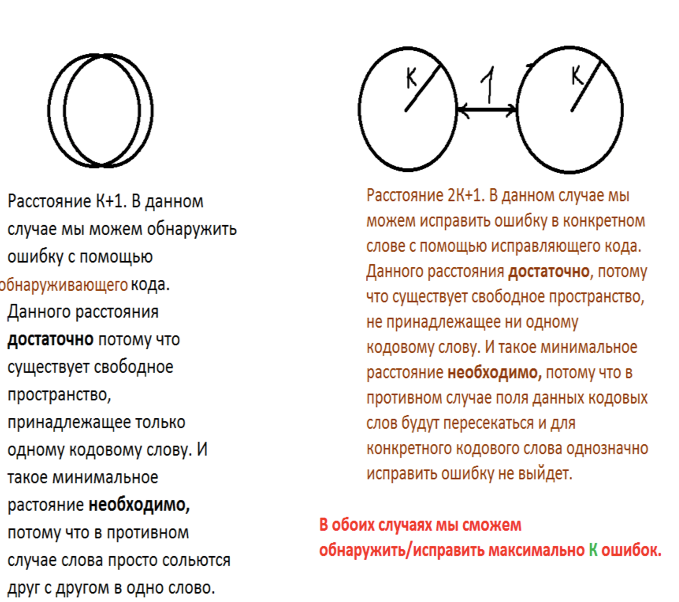 К
1
К
Расстояние К+1. В данном
случае мы можем обнаружить
ошибку с помощью
обнаруживающего кода.
Данного расстояния
достаточно потому что
существует свободное
пространство,
принадлежащее только
одному кодовому слову. И
такое минимальное
растояние необходимо,
потому что в противном
случае слова просто сольются
друг с другом в одно слово.
Расстояние 2К+1. В данном случае мы
можем исправить ошибку в конкретном
слове с помощью исправляющего кода.
Данного расстояния достаточно, потому
что существует свободное пространство,
не принадлежащее ни одному
кодовому слову. И такое минимальное
расстояние необходимо, потому что в
противном случае поля данных кодовых
слов будут пересекаться и для
конкретного кодового слова однозначно
исправить ошибку не выйдет.
В обоих случаях мы сможем
обнаружить/исправить максимально К ошибок.